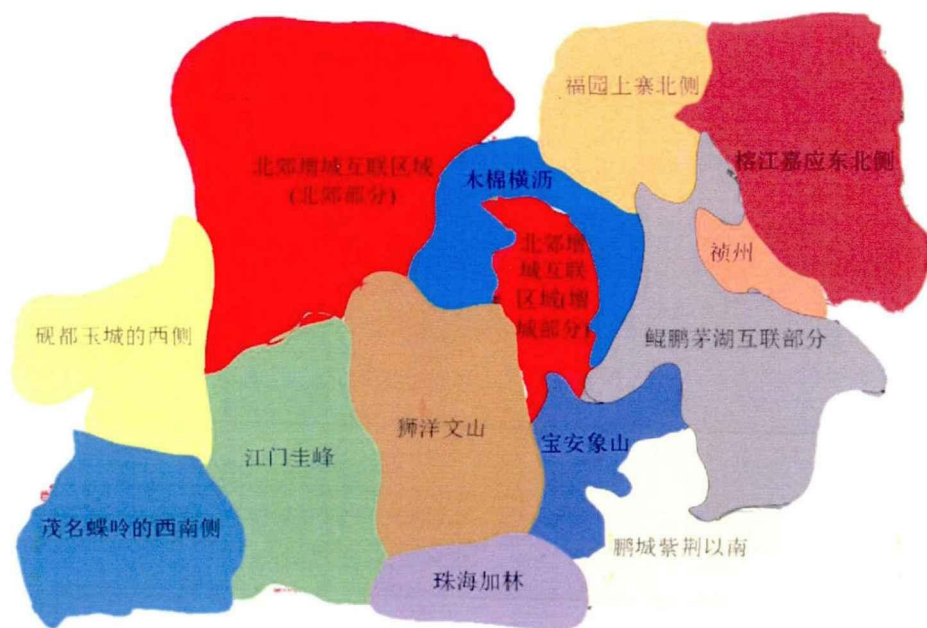 福园上寨北侧
北郊增城互联区域
(北郊部分)
木棉横沥
榕江嘉应东北侧
北郊增
城互联
区域(增
城部分)
祯州
砚都玉城的西侧
鲲鹏茅湖互联部分
狮洋文山
宝安象山
江门圭峰
茂名蝶岭的西南侧
鹏城紫荆以南
珠海加林